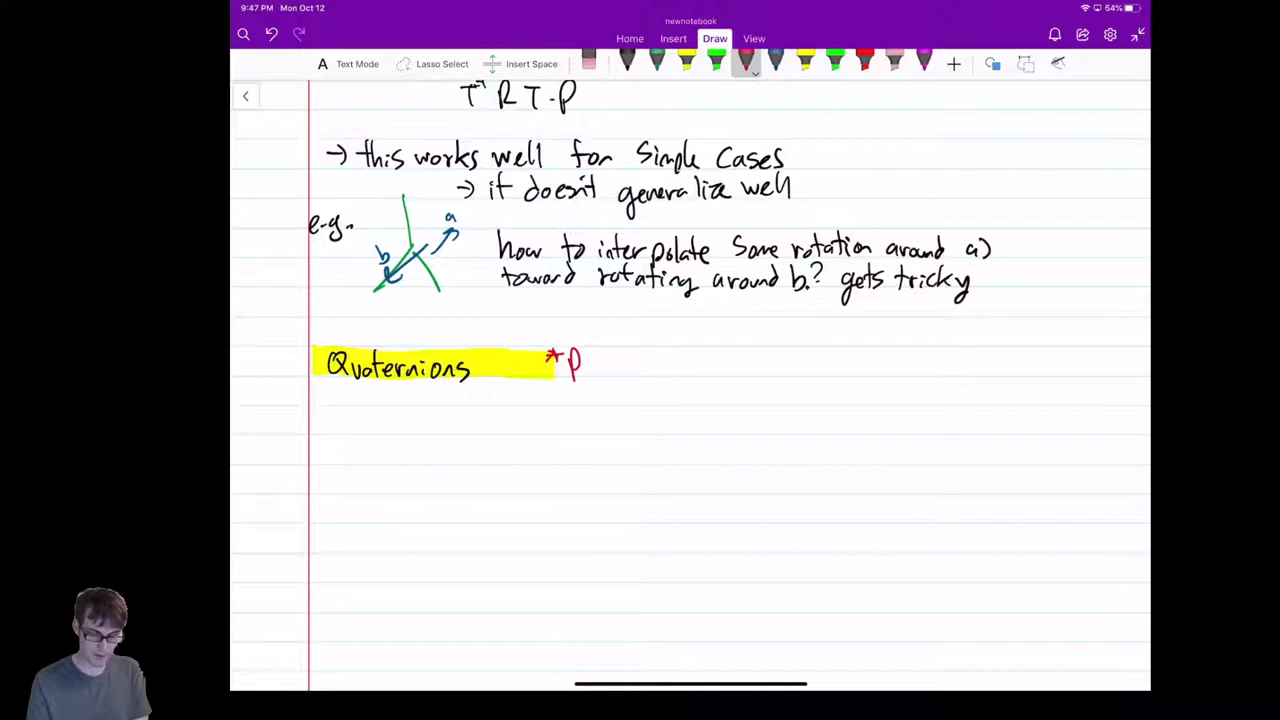 9:47 PM Mon Oct 12
54%
newnotebook
Home Insert Draw View
A Text Mode Lasso Select Insert Space
T⁻¹ R T · P
→ this works well for simple cases
→ it doesn't generalize well
e.g.
a
b
how to interpolate some rotation around a)
toward rotating around b.? gets tricky
Quaternions * P